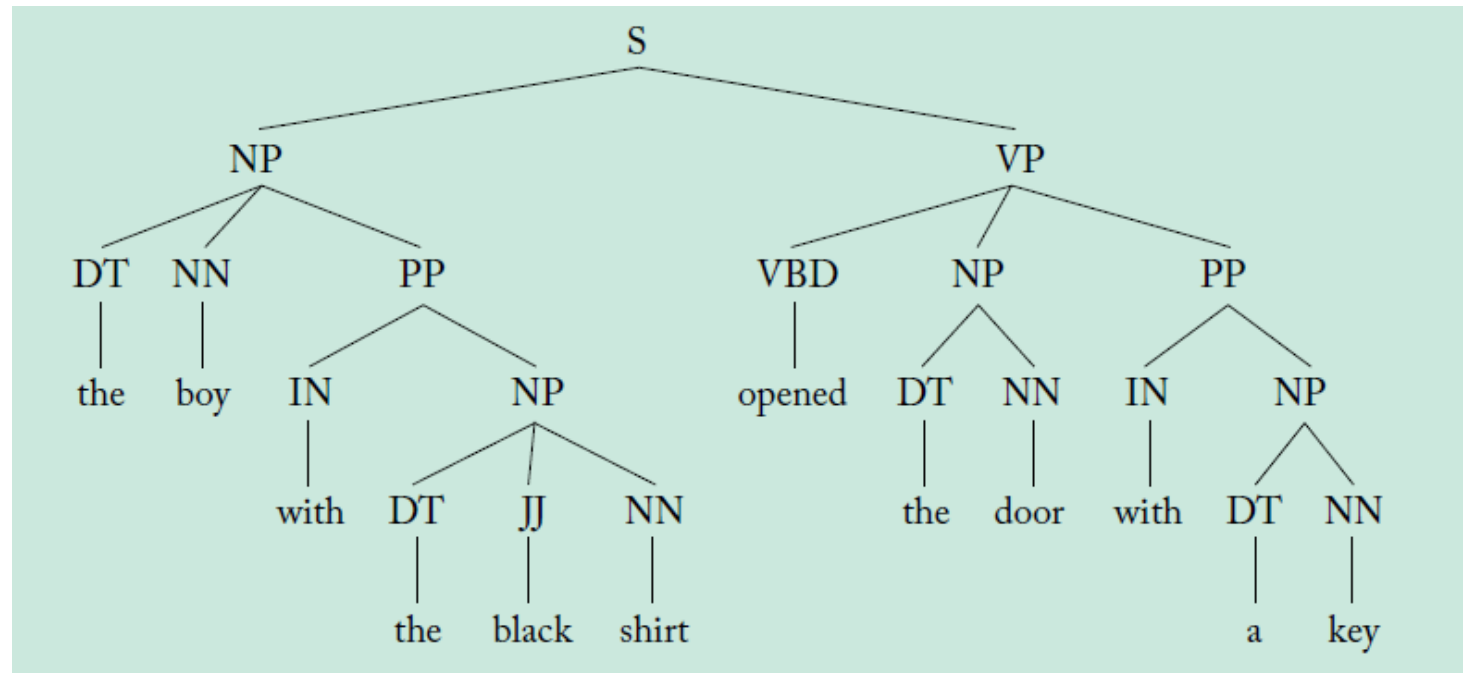 S
NP VP
DT NN PP VBD NP PP
the boy IN NP opened DT NN IN NP
with DT JJ NN the door with DT NN
the black shirt a key